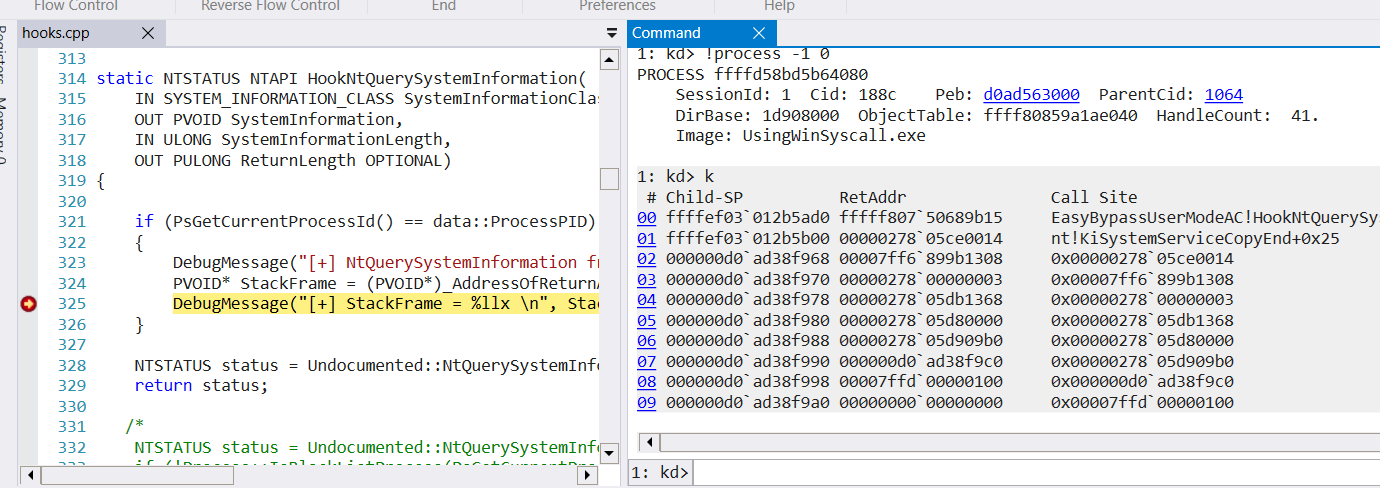 Flow Control Reverse Flow Control End Preferences Help
hooks.cpp
313
314 static NTSTATUS NTAPI HookNtQuerySystemInformation(
315 IN SYSTEM_INFORMATION_CLASS SystemInformationClas
316 OUT PVOID SystemInformation,
317 IN ULONG SystemInformationLength,
318 OUT PULONG ReturnLength OPTIONAL)
319 {
320
321 if (PsGetCurrentProcessId() == data::ProcessPID)
322 {
323 DebugMessage("[+] NtQuerySystemInformation fr
324 PVOID* StackFrame = (PVOID*)_AddressOfReturnA
325 DebugMessage("[+] StackFrame = %llx \n", Stac
326 }
327
328 NTSTATUS status = Undocumented::NtQuerySystemInfo
329 return status;
330
331 /*
332 NTSTATUS status = Undocumented::NtQuerySystemInfo
Command
1: kd> !process -1 0
PROCESS ffffd58bd5b64080
SessionId: 1 Cid: 188c Peb: d0ad563000 ParentCid: 1064
DirBase: 1d908000 ObjectTable: ffff80859a1ae040 HandleCount: 41.
Image: UsingWinSyscall.exe
1: kd> k
# Child-SP RetAddr Call Site
00 ffffef03`012b5ad0 fffff807`50689b15 EasyBypassUserModeAC!HookNtQuerySy
01 ffffef03`012b5b00 00000278`05ce0014 nt!KiSystemServiceCopyEnd+0x25
02 000000d0`ad38f968 00007ff6`899b1308 0x00000278`05ce0014
03 000000d0`ad38f970 00000278`00000003 0x00007ff6`899b1308
04 000000d0`ad38f978 00000278`05db1368 0x00000278`00000003
05 000000d0`ad38f980 00000278`05d80000 0x00000278`05db1368
06 000000d0`ad38f988 00000278`05d909b0 0x00000278`05d80000
07 000000d0`ad38f990 000000d0`ad38f9c0 0x00000278`05d909b0
08 000000d0`ad38f998 00007ffd`00000100 0x000000d0`ad38f9c0
09 000000d0`ad38f9a0 00000000`00000000 0x00007ffd`00000100
1: kd>